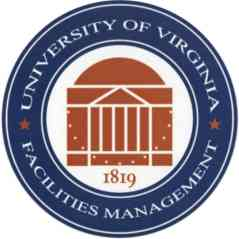 UNIVERSITY OF VIRGINIA
1819
FACILITIES MANAGEMENT